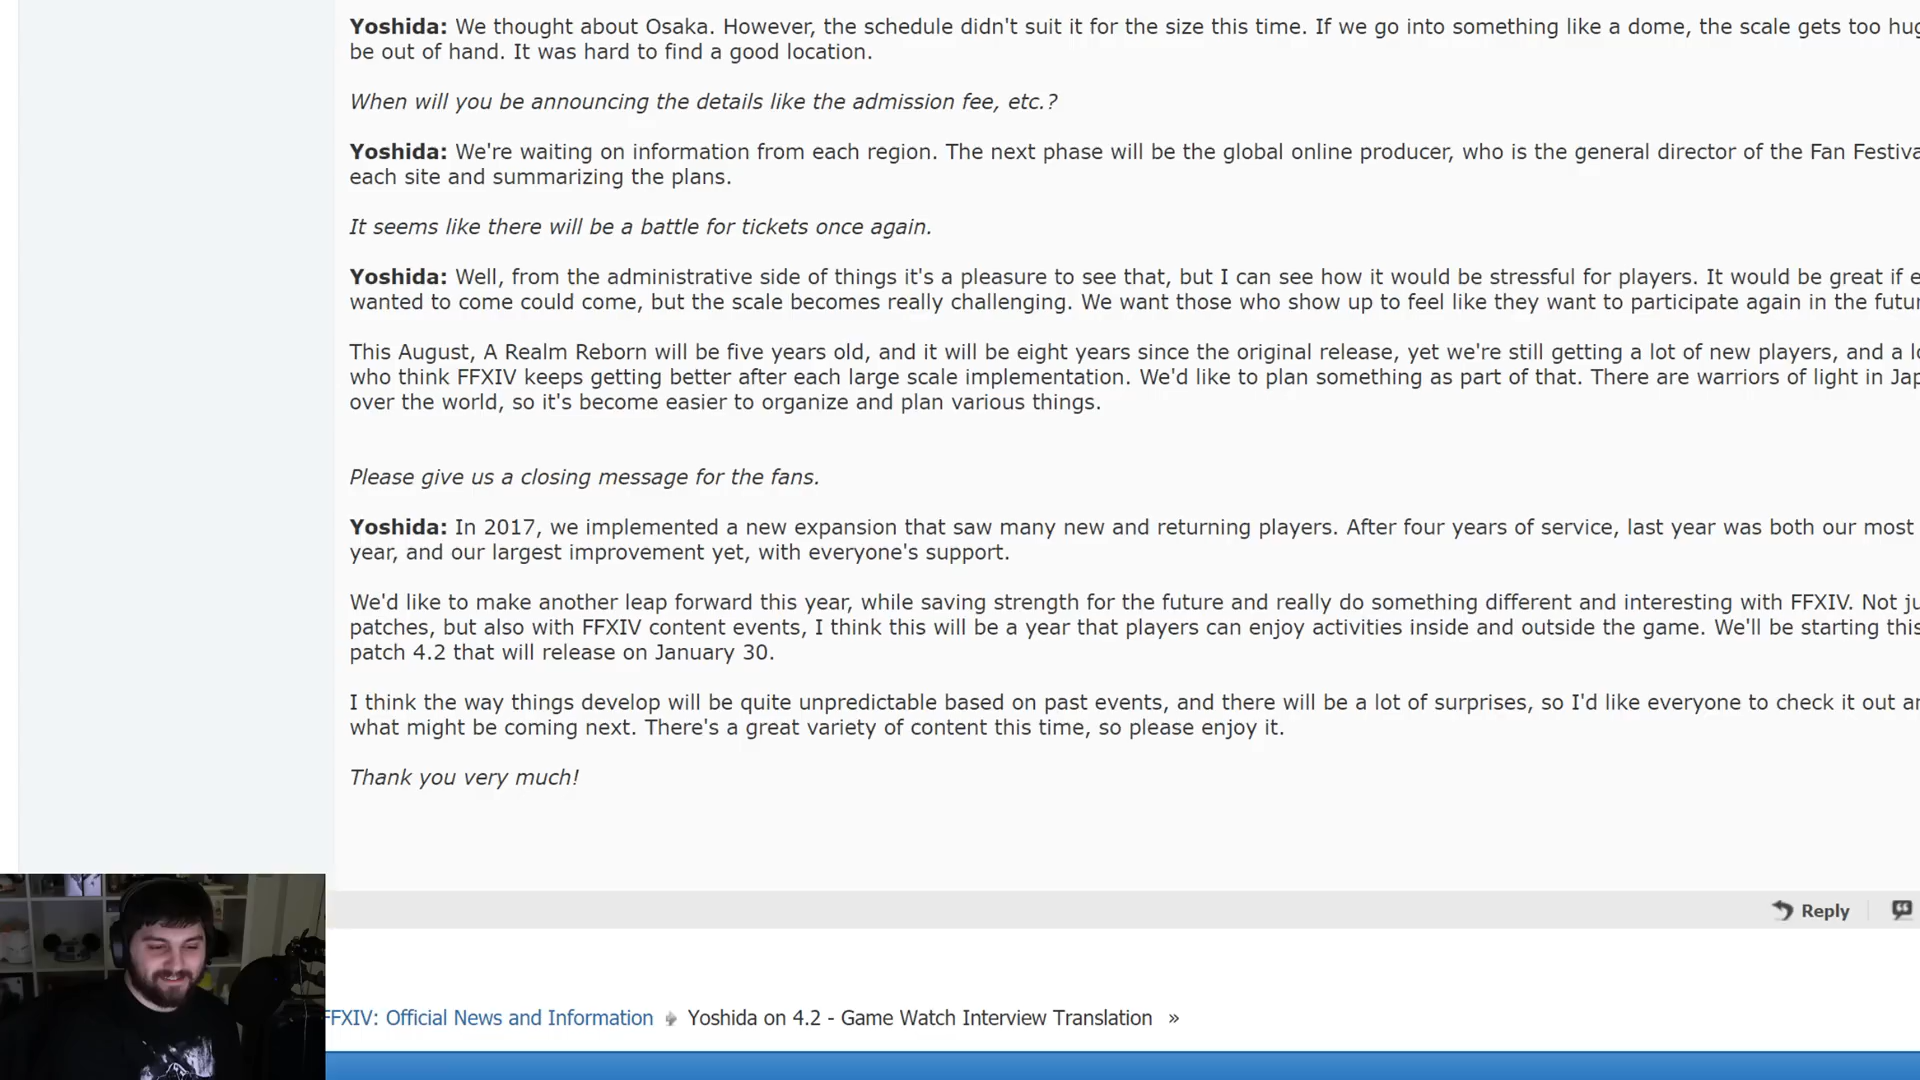 Yoshida: We thought about Osaka. However, the schedule didn't suit it for the size this time. If we go into something like a dome, the scale gets too
be out of hand. It was hard to find a good location.
When will you be announcing the details like the admission fee, etc.?
Yoshida: We're waiting on information from each region. The next phase will be the global online producer, who is the general director of the Fan
each site and summarizing the plans.
It seems like there will be a battle for tickets once again.
Yoshida: Well, from the administrative side of things it's a pleasure to see that, but I can see how it would be stressful for players. It would be great if
wanted to come could come, but the scale becomes really challenging. We want those who show up to feel like they want to participate again in the
This August, A Realm Reborn will be five years old, and it will be eight years since the original release, yet we're still getting a lot of new players, and a
who think FFXIV keeps getting better after each large scale implementation. We'd like to plan something as part of that. There are warriors of light in
over the world, so it's become easier to organize and plan various things.
Please give us a closing message for the fans.
Yoshida: In 2017, we implemented a new expansion that saw many new and returning players. After four years of service, last year was both our most
year, and our largest improvement yet, with everyone's support.
We'd like to make another leap forward this year, while saving strength for the future and really do something different and interesting with FFXIV. Not
patches, but also with FFXIV content events, I think this will be a year that players can enjoy activities inside and outside the game. We'll be starting this
patch 4.2 that will release on January 30.
I think the way things develop will be quite unpredictable based on past events, and there will be a lot of surprises, so I'd like everyone to check it out
what might be coming next. There's a great variety of content this time, so please enjoy it.
Thank you very much!
Reply
FFXIV: Official News and Information Yoshida on 4.2 - Game Watch Interview Translation »